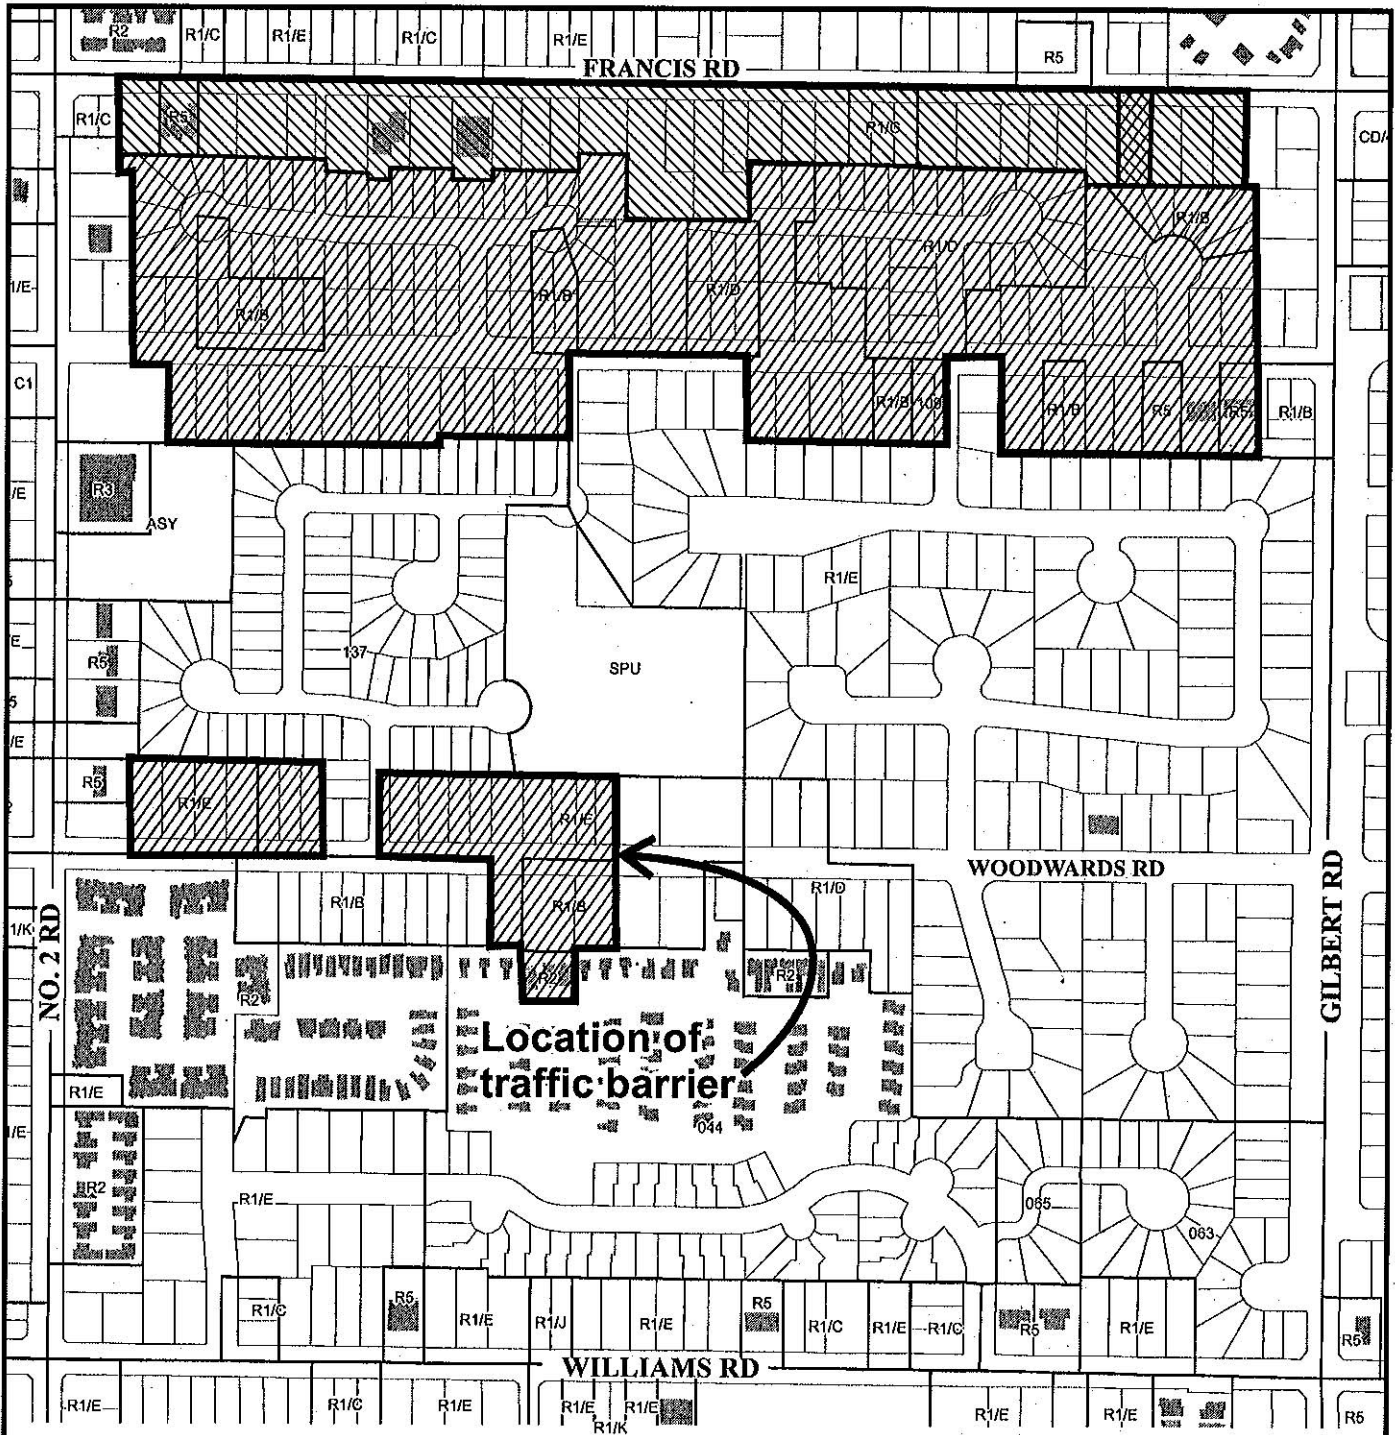 R2
R1/C
R1/E
R1/C
R1/E
R5
FRANCIS RD
R1/C
R5
R1/C
CD/
R1/B
R1/D
R1/B
R1/B
R1/D
1/E
C1
R1/B
109
R1/B
R5
R5
R1/B
R3
ASY
/E
R1/E
137
SPU
E
R5
5
/E
R5
R1/E
R1/E
WOODWARDS RD
R1/D
R1/B
R1/B
1/K
NO. 2 RD
GILBERT RD
R2
R2
R2
Location of
traffic barrier
R1/E
044
1/E
R2
R1/E
065
063
R1/C
R5
R1/E
R1/J
R1/E
R5
R1/C
R1/E
R1/C
R5
R1/E
R5
WILLIAMS RD
R1/E
R1/C
R1/E
R1/E
R1/K
R1/E
R1/E
R1/E
R5